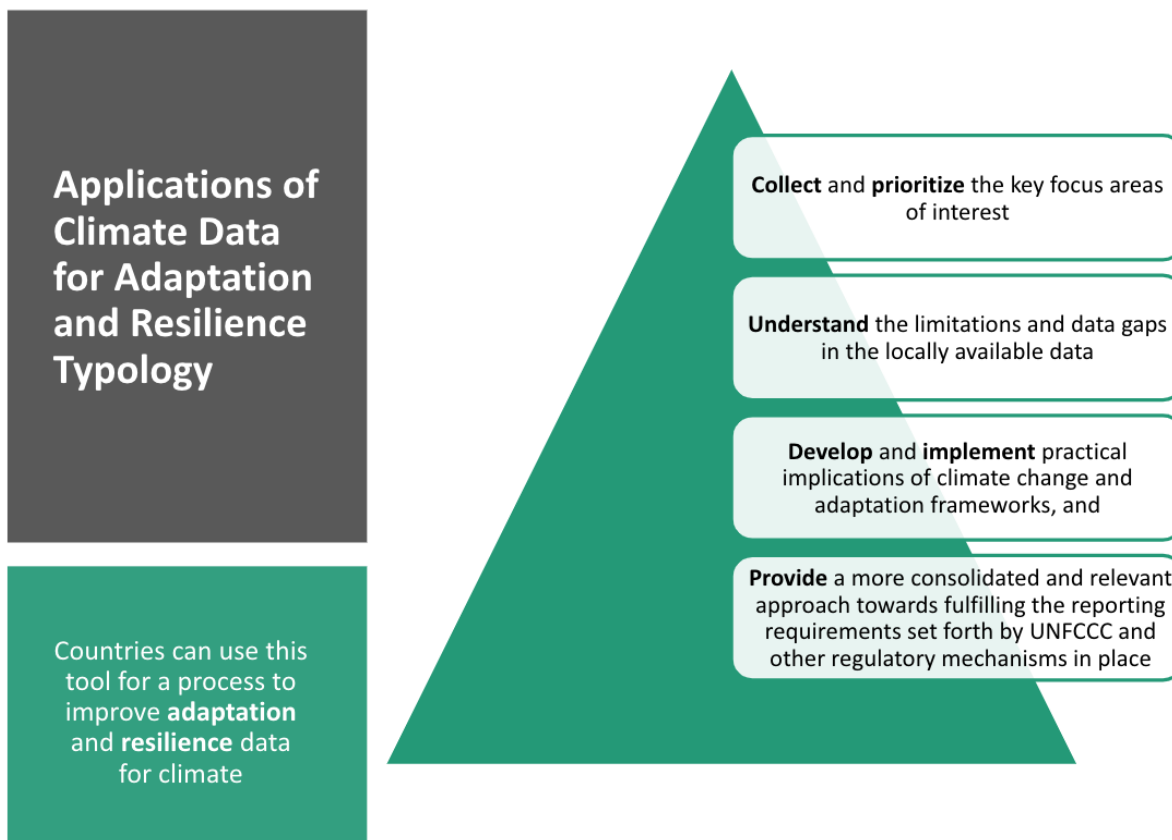 Applications of
Climate Data
for Adaptation
and Resilience
Typology
Countries can use this
tool for a process to
improve adaptation
and resilience data
for climate
Collect and prioritize the key focus areas
of interest
Understand the limitations and data gaps
in the locally available data
Develop and implement practical
implications of climate change and
adaptation frameworks, and
Provide a more consolidated and relevant
approach towards fulfilling the reporting
requirements set forth by UNFCCC and
other regulatory mechanisms in place